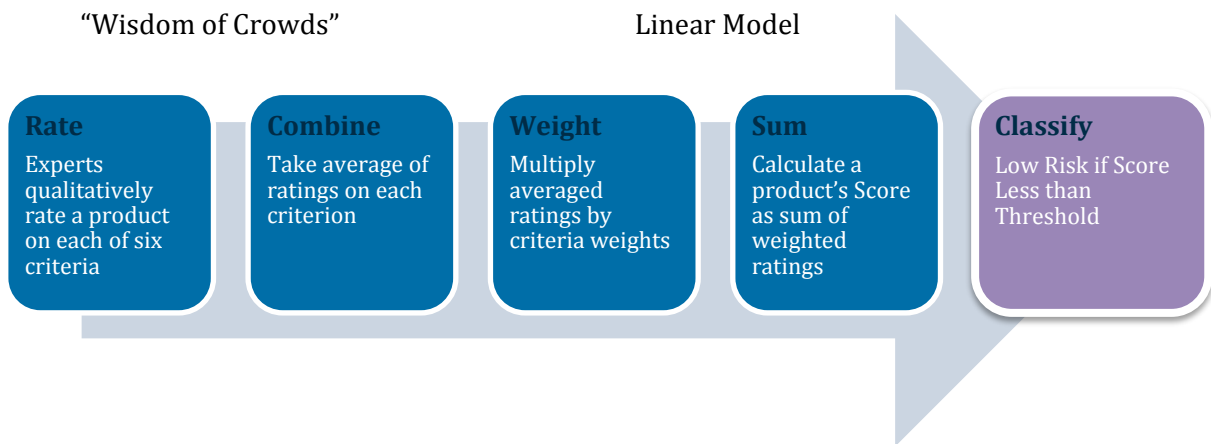 “Wisdom of Crowds”
Linear Model
Rate
Experts
qualitatively
rate a product
on each of six
criteria
Combine
Take average of
ratings on each
criterion
Weight
Multiply
averaged
ratings by
criteria weights
Sum
Calculate a
product’s Score
as sum of
weighted
ratings
Classify
Low Risk if Score
Less than
Threshold